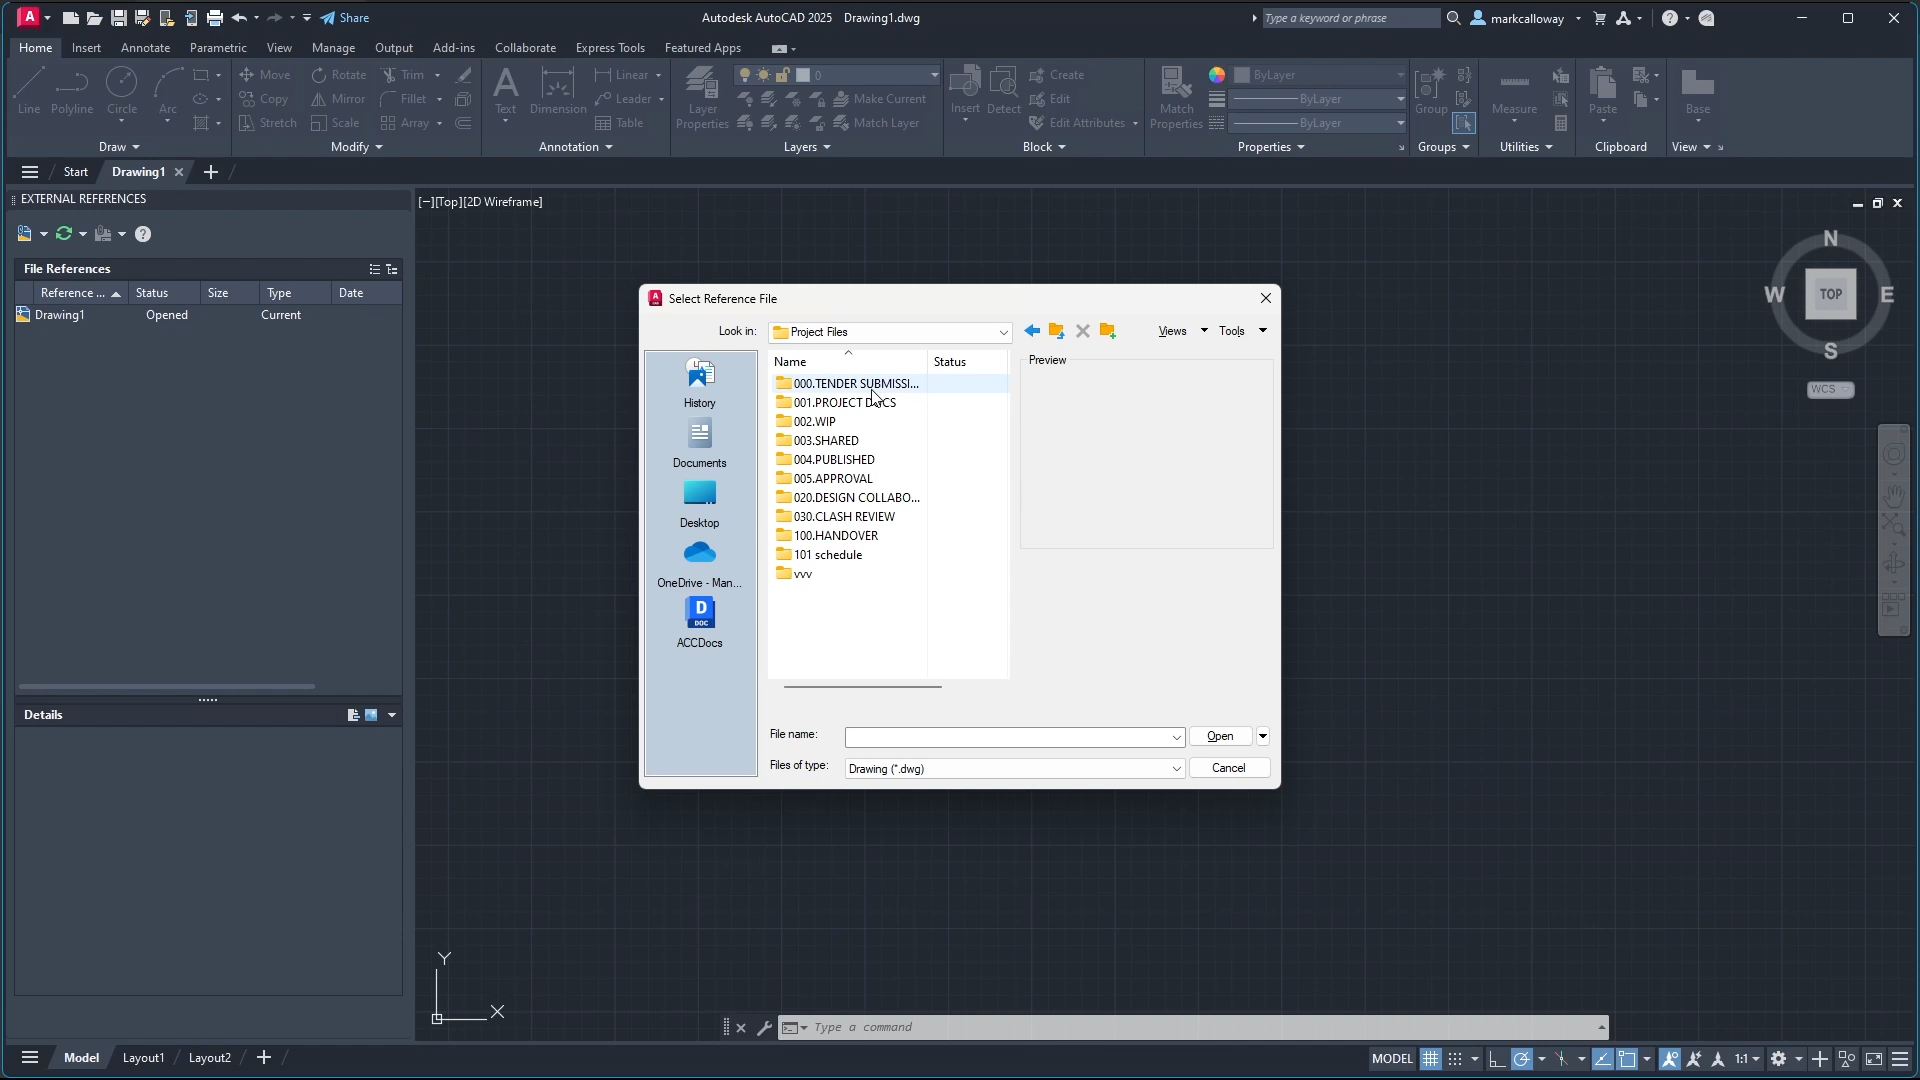 A Share Autodesk AutoCAD 2025 Drawing1.dwg Type a keyword or phrase markcalloway
Home Insert Annotate Parametric View Manage Output Add-ins Collaborate Express Tools Featured Apps
Move Rotate Trim Linear 0 Create ByLayer
Copy Mirror Fillet Leader Make Current Edit ByLayer
Line Polyline Circle Arc Stretch Scale Array Text Dimension Table Layer Properties Match Layer Insert Detect Edit Attributes Match Properties ByLayer Group Measure Paste Base
Draw Modify Annotation Layers Block Properties Groups Utilities Clipboard View
Start Drawing1
EXTERNAL REFERENCES
[−][Top][2D Wireframe]
File References
Reference ... Status Size Type Date
Drawing1 Opened Current
Details
N
W TOP E
S
WCS
A Select Reference File
Look in: Project Files Views Tools
Name Status Preview
History
Documents
Desktop
OneDrive - Man...
D
DOC
ACCDocs
000.TENDER SUBMISSI...
001.PROJECT DOCS
002.WIP
003.SHARED
004.PUBLISHED
005.APPROVAL
020.DESIGN COLLABO...
030.CLASH REVIEW
100.HANDOVER
101 schedule
vvv
File name: Open
Files of type: Drawing (*.dwg) Cancel
Y
X
Type a command
Model Layout1 Layout2 MODEL 1:1